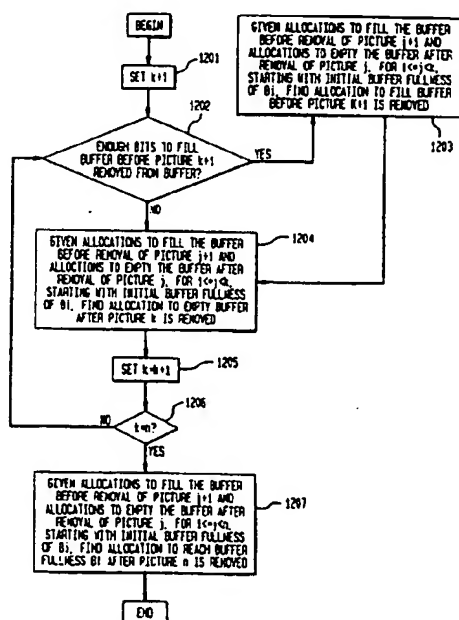 BEGIN
1201
SET k+1
1202
ENOUGH BITS TO FILL
BUFFER BEFORE PICTURE k+1
REMOVED FROM BUFFER?
YES
NO
GIVEN ALLOCATIONS TO FILL THE BUFFER
BEFORE REMOVAL OF PICTURE j+1 AND
ALLOCATIONS TO EMPTY THE BUFFER AFTER
REMOVAL OF PICTURE j, FOR 1<=j<k,
STARTING WITH INITIAL BUFFER FULLNESS
OF Bi, FIND ALLOCATION TO FILL BUFFER
BEFORE PICTURE K+1 IS REMOVED
1203
1204
GIVEN ALLOCATIONS TO FILL THE BUFFER
BEFORE REMOVAL OF PICTURE j+1 AND
ALLOCTIONS TO EMPTY THE BUFFER AFTER
REMOVAL OF PICTURE j, FOR 1<=j<k,
STARTING WITH INITIAL BUFFER FULLNESS
OF Bi, FIND ALLOCATION TO EMPTY BUFFER
AFTER PICTURE k IS REMOVED
1205
SET k=k+1
1206
NO
k=n?
YES
GIVEN ALLOCATIONS TO FILL THE BUFFER
BEFORE REMOVAL OF PICTURE j+1 AND
ALLOCATIONS TO EMPTY THE BUFFER AFTER
REMOVAL OF PICTURE j, FOR
STARTING WITH INITIAL BUFFER FULLNESS
OF Bi, FIND ALLOCATION TO REACH BUFFER
FULLNESS Bi AFTER PICTURE n IS REMOVED
1207
END